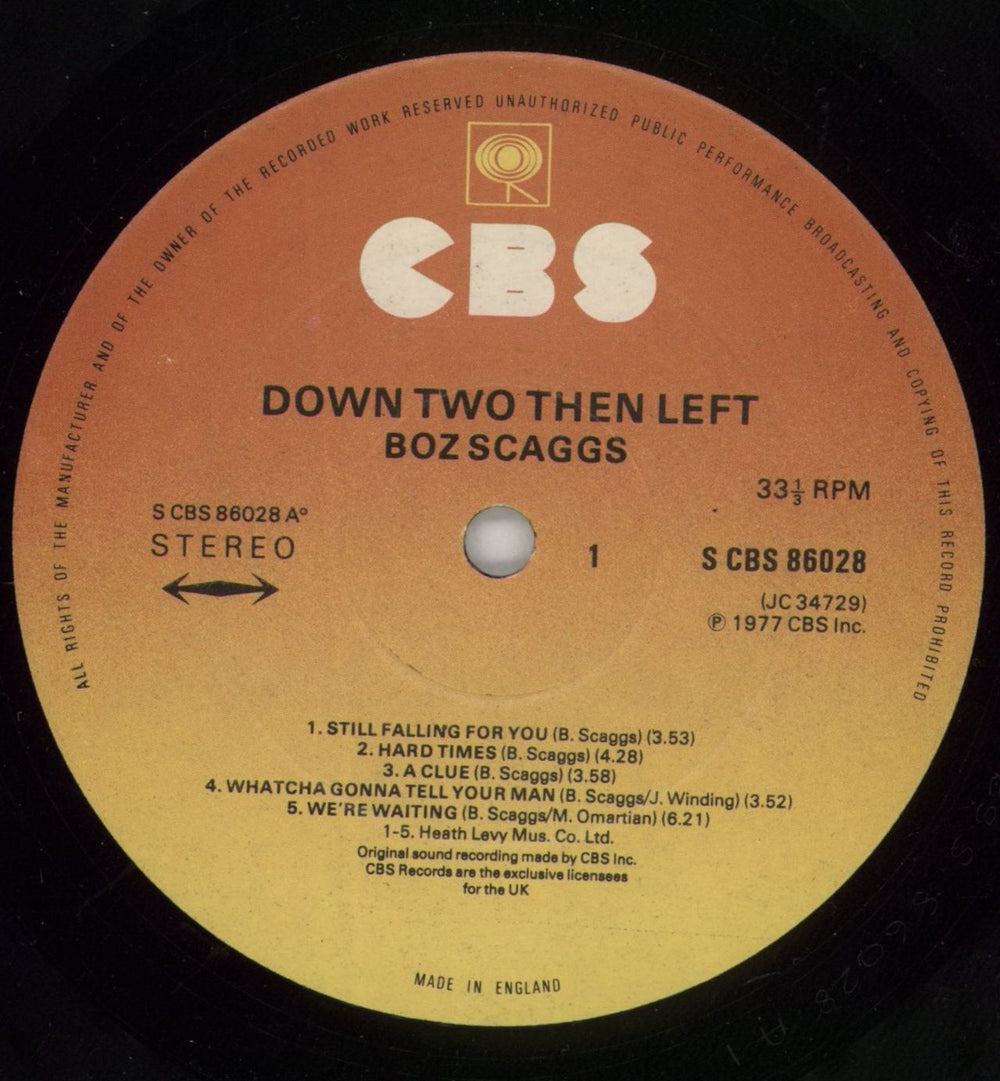 ALL RIGHTS OF THE MANUFACTURER AND OF THE OWNER OF THE RECORDED WORK RESERVED UNAUTHORIZED PUBLIC PERFORMANCE BROADCASTING AND COPYING OF THIS RECORD PROHIBITED
CBS
DOWN TWO THEN LEFT
BOZ SCAGGS
33⅓ RPM
S CBS 86028 A°
STEREO
1
S CBS 86028
(JC 34729)
℗ 1977 CBS Inc.
1. STILL FALLING FOR YOU (B. Scaggs) (3.53)
2. HARD TIMES (B. Scaggs) (4.28)
3. A CLUE (B. Scaggs) (3.58)
4. WHATCHA GONNA TELL YOUR MAN (B. Scaggs/J. Winding) (3.52)
5. WE'RE WAITING (B. Scaggs/M. Omartian) (6.21)
1-5. Heath Levy Mus. Co. Ltd.
Original sound recording made by CBS Inc.
CBS Records are the exclusive licensees
for the UK
MADE IN ENGLAND